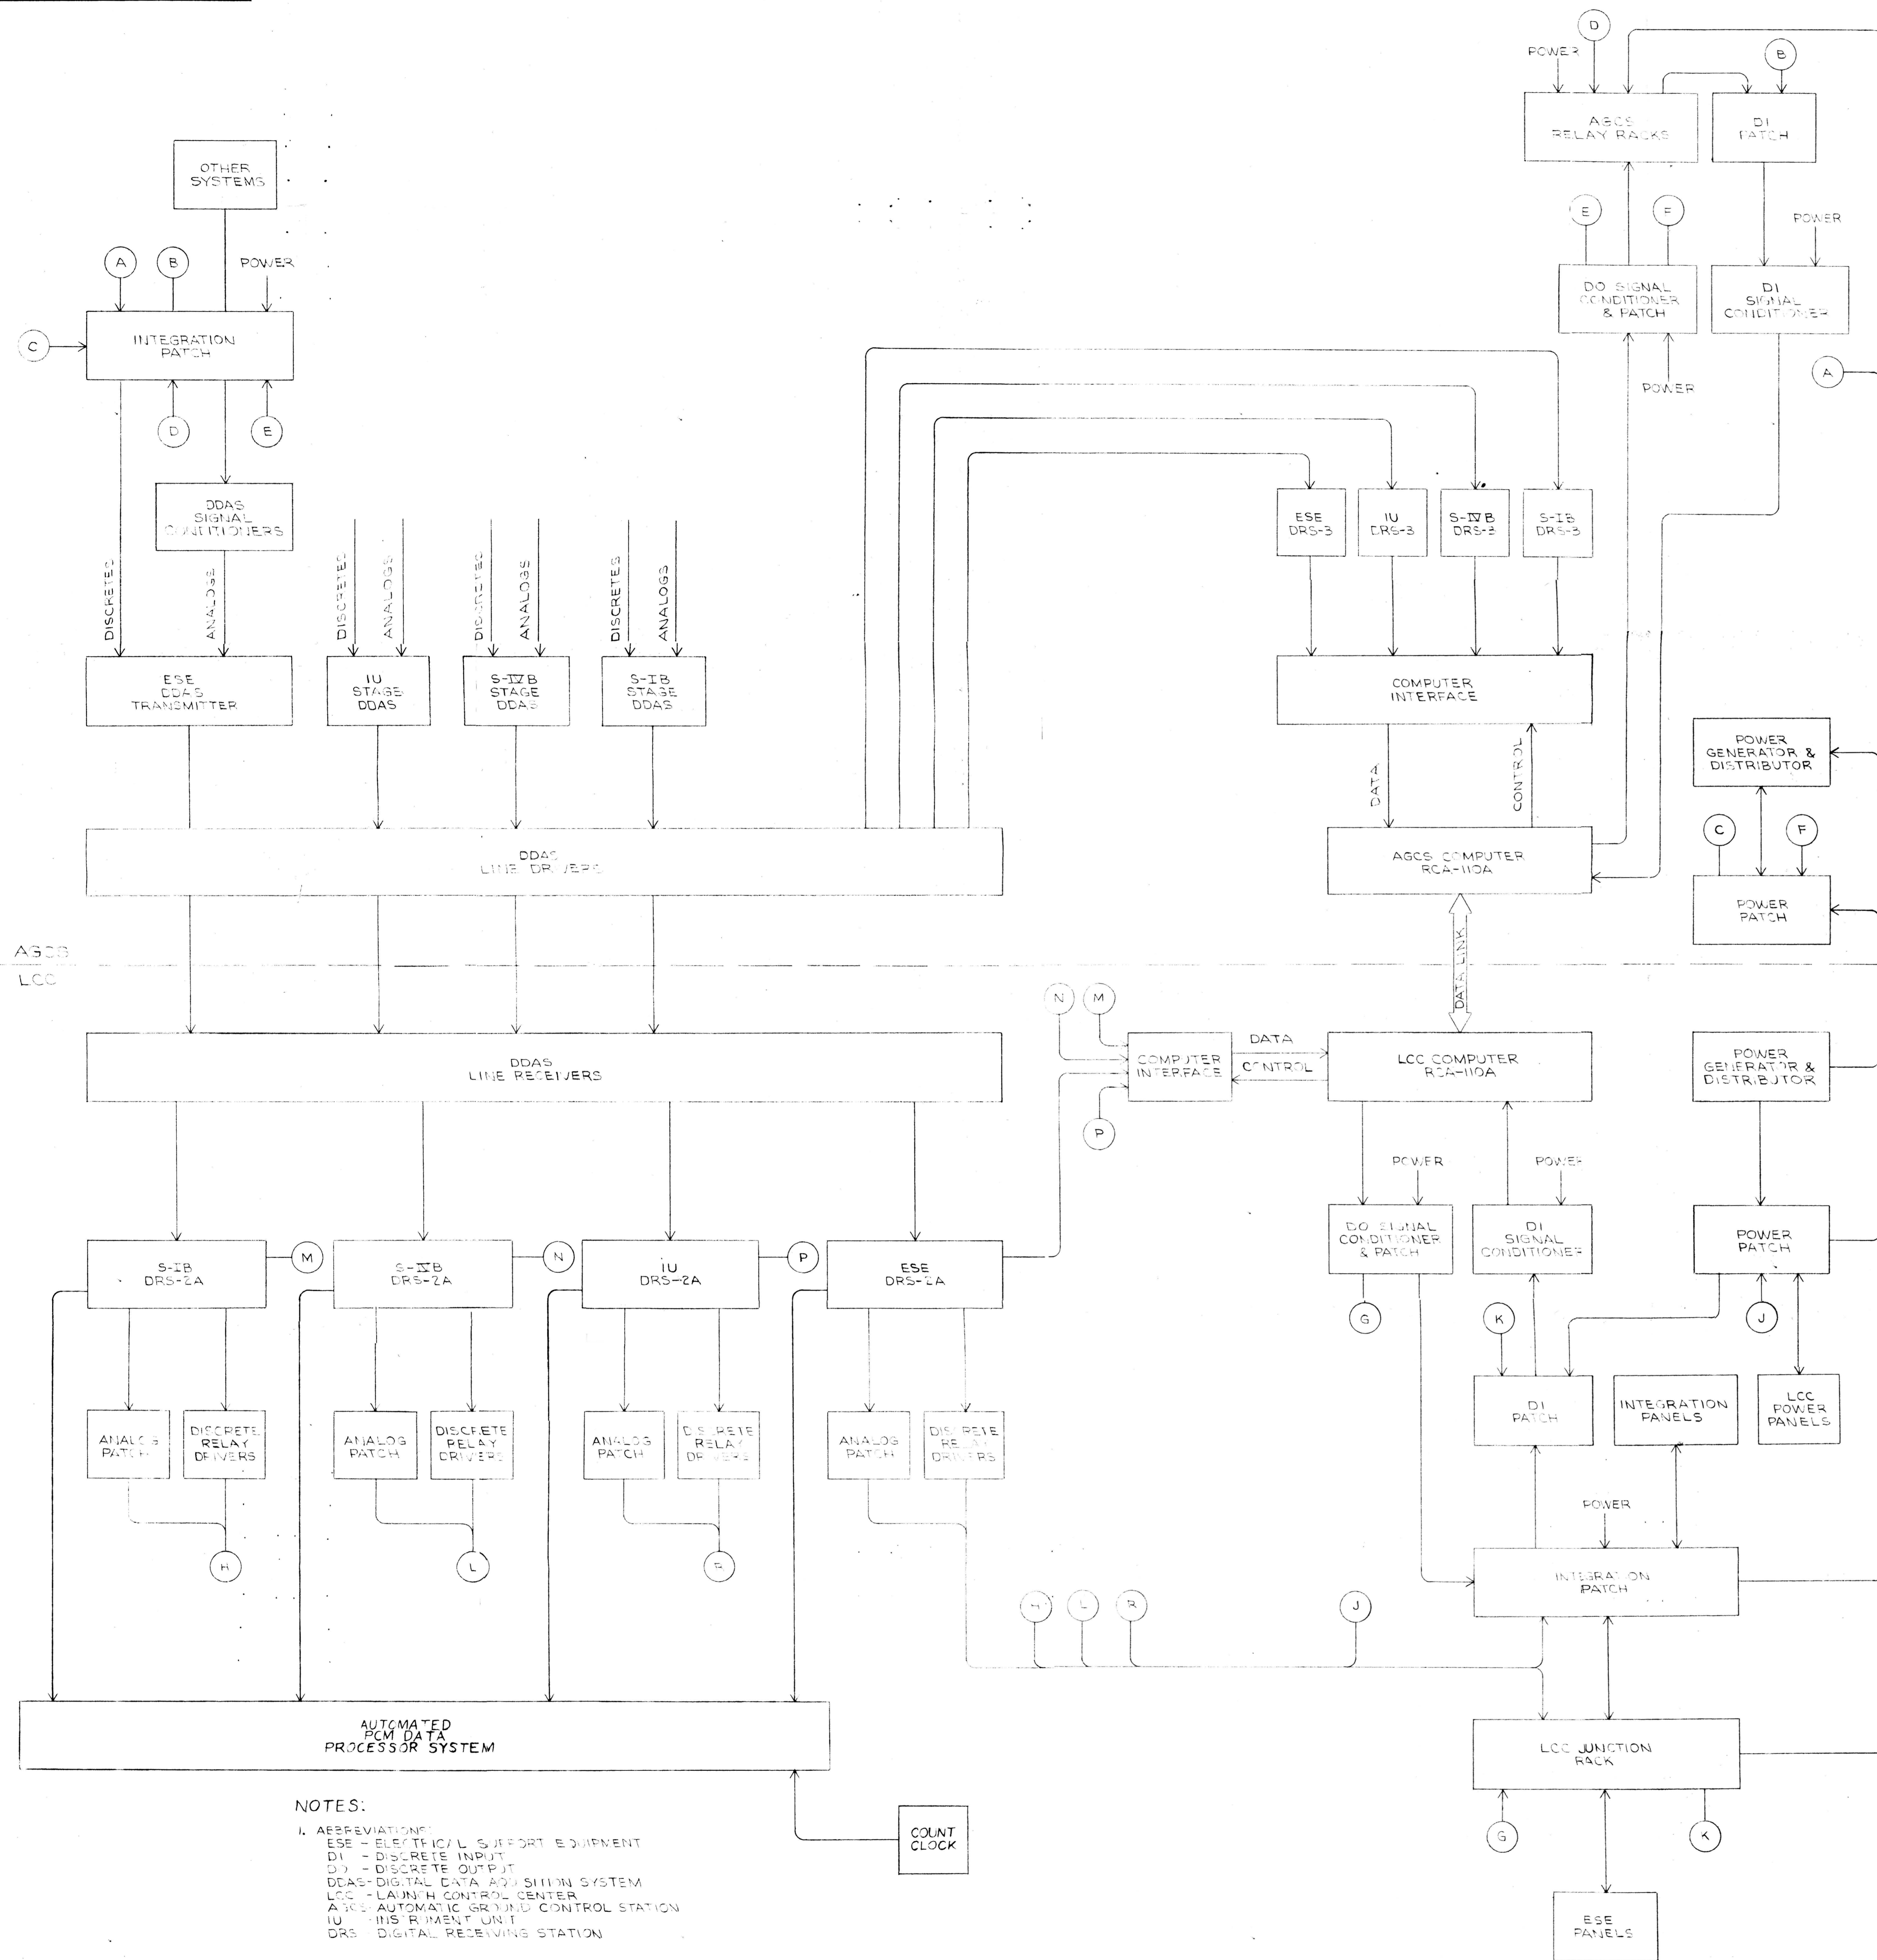 D
POWER
B
AGCS
RELAY RACKS
DI
PATCH
OTHER
SYSTEMS
E
F
POWER
A
B
POWER
DO SIGNAL
CONDITIONER
& PATCH
DI
SIGNAL
CONDITIONER
C
INTEGRATION
PATCH
POWER
A
D
E
DDAS
SIGNAL
CONDITIONERS
ESE
DRS-3
IU
DRS-3
S-IVB
DRS-3
S-IB
DRS-3
DISCRETES
ANALOGS
DISCRETES
ANALOGS
DISCRETES
ANALOGS
DISCRETES
ANALOGS
ESE
DDAS
TRANSMITTER
IU
STAGE
DDAS
S-IVB
STAGE
DDAS
S-IB
STAGE
DDAS
COMPUTER
INTERFACE
DATA
CONTROL
POWER
GENERATOR &
DISTRIBUTOR
C
F
DDAS
LINE DRIVERS
AGCS COMPUTER
RCA-110A
POWER
PATCH
AGCS
LCC
DATA LINK
N
M
DDAS
LINE RECEIVERS
COMPUTER
INTERFACE
DATA
CONTROL
LCC COMPUTER
RCA-110A
POWER
GENERATOR &
DISTRIBUTOR
P
POWER
POWER
S-IB
DRS-2A
M
S-IVB
DRS-2A
N
IU
DRS-2A
P
ESE
DRS-2A
DO SIGNAL
CONDITIONER
& PATCH
DI
SIGNAL
CONDITIONER
POWER
PATCH
G
K
J
ANALOG
PATCH
DISCRETE
RELAY
DRIVERS
ANALOG
PATCH
DISCRETE
RELAY
DRIVERS
ANALOG
PATCH
DISCRETE
RELAY
DRIVERS
ANALOG
PATCH
DISCRETE
RELAY
DRIVERS
DI
PATCH
INTEGRATION
PANELS
LCC
POWER
PANELS
POWER
H
L
R
INTEGRATION
PATCH
H
L
R
J
AUTOMATED
PCM DATA
PROCESSOR SYSTEM
LCC JUNCTION
RACK
COUNT
CLOCK
G
K
ESE
PANELS
NOTES:
1. ABBREVIATIONS:
ESE - ELECTRICAL SUPPORT EQUIPMENT
DI - DISCRETE INPUT
DO - DISCRETE OUTPUT
DDAS - DIGITAL DATA AQUISITION SYSTEM
LCC - LAUNCH CONTROL CENTER
AGCS - AUTOMATIC GROUND CONTROL STATION
IU - INSTRUMENT UNIT
DRS - DIGITAL RECEIVING STATION